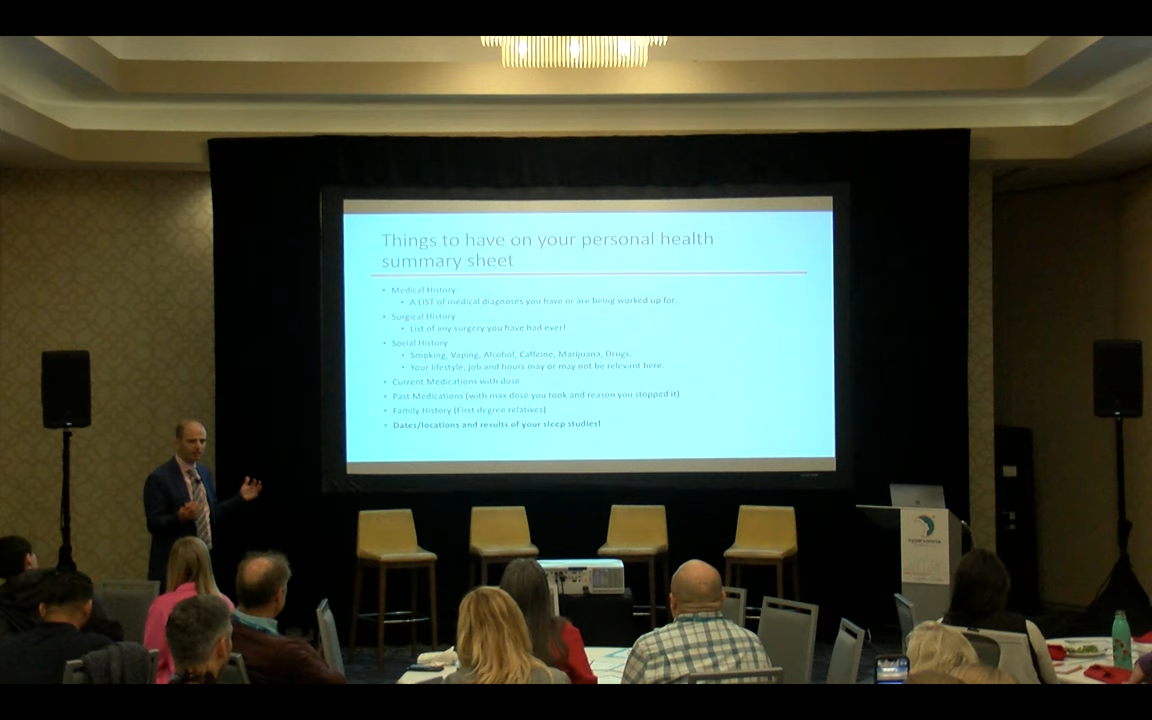 Things to have on your personal health
summary sheet
• Medical History:
• A LIST of medical diagnoses you have or are being worked up for.
• Surgical History
• List of any surgery you have had ever!
• Social History
• Smoking, Vaping, Alcohol, Caffeine, Marijuana, Drugs.
• Your lifestyle, job and hours may or may not be relevant here.
• Current Medications with dose
• Past Medications (with max dose you took and reason you stopped it)
• Family History (First degree relatives)
• Dates/locations and results of your sleep studies!
hypersomnia